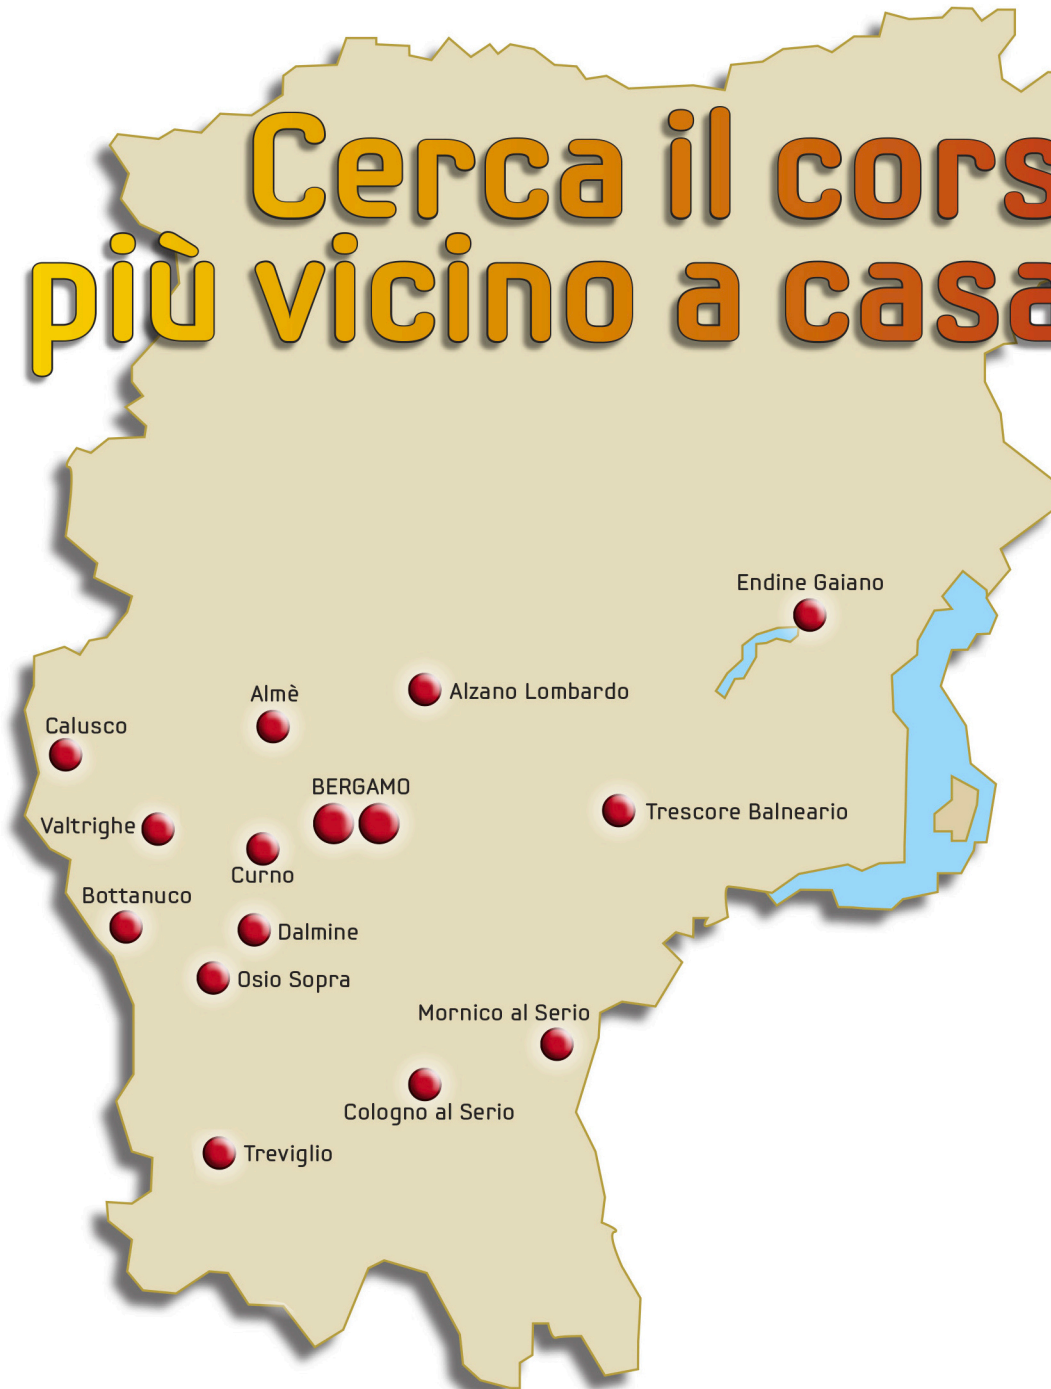 Cerca il cors
più vicino a casa
Endine Gaiano
Alzano Lombardo
Almè
Calusco
BERGAMO
Trescore Balneario
Valtrighe
Curno
Bottanuco
Dalmine
Osio Sopra
Mornico al Serio
Cologno al Serio
Treviglio